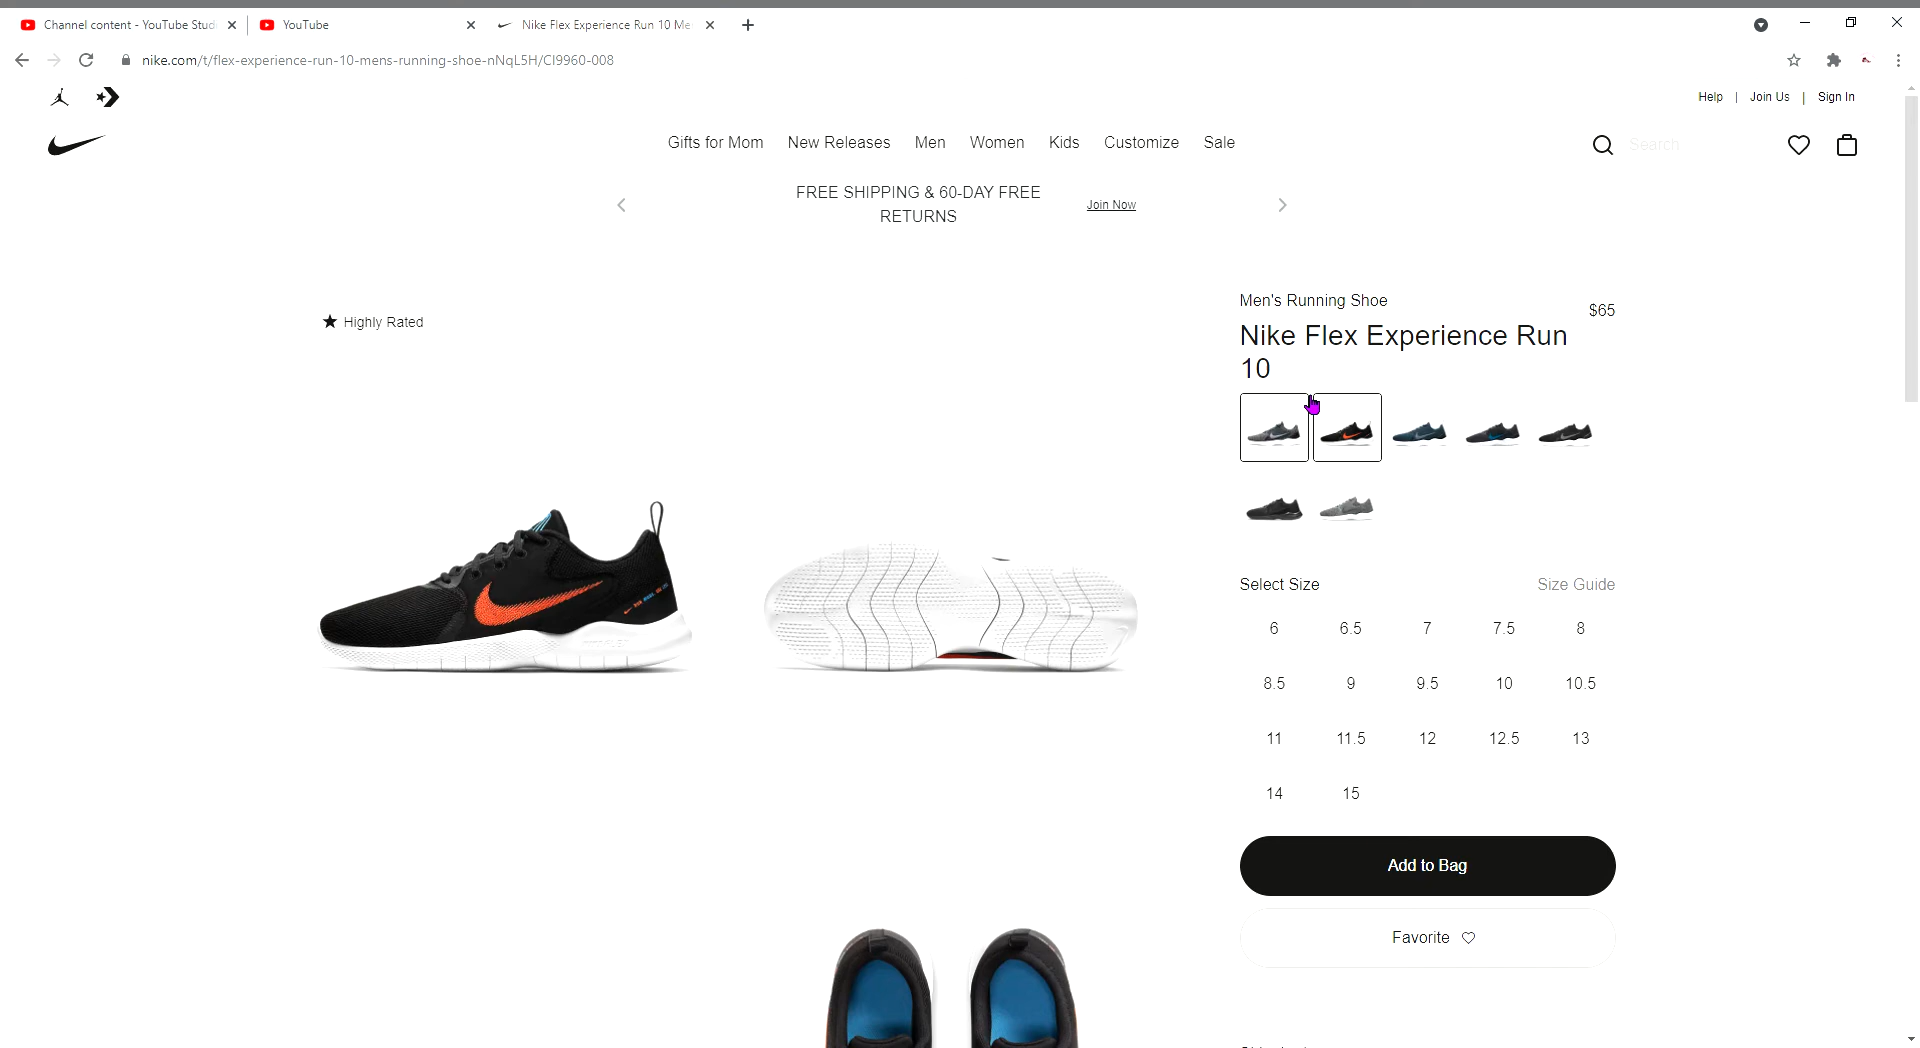 Channel content - YouTube Stud
YouTube
Nike Flex Experience Run 10 Me
nike.com/t/flex-experience-run-10-mens-running-shoe-nNqL5H/CI9960-008
Help | Join Us | Sign In
Gifts for Mom New Releases Men Women Kids Customize Sale
Search
FREE SHIPPING & 60-DAY FREE
RETURNS
Join Now
Highly Rated
Men's Running Shoe
$65
Nike Flex Experience Run
10
Select Size
Size Guide
6 6.5 7 7.5 8
8.5 9 9.5 10 10.5
11 11.5 12 12.5 13
14 15
Add to Bag
Favorite